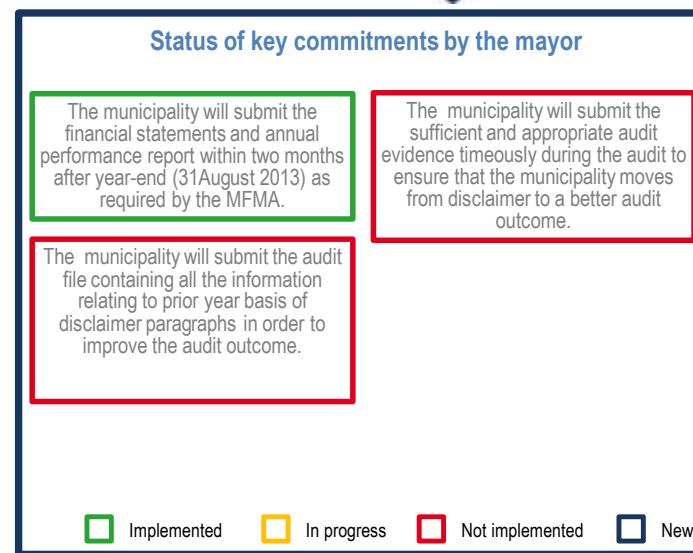 Status of key commitments by the mayor
The municipality will submit the
financial statements and annual
performance report within two months
after year-end (31August 2013) as
required by the MFMA.
The municipality will submit the
sufficient and appropriate audit
evidence timeously during the audit to
ensure that the municipality moves
from disclaimer to a better audit
outcome.
The municipality will submit the audit
file containing all the information
relating to prior year basis of
disclaimer paragraphs in order to
improve the audit outcome.
Implemented
In progress
Not implemented
New